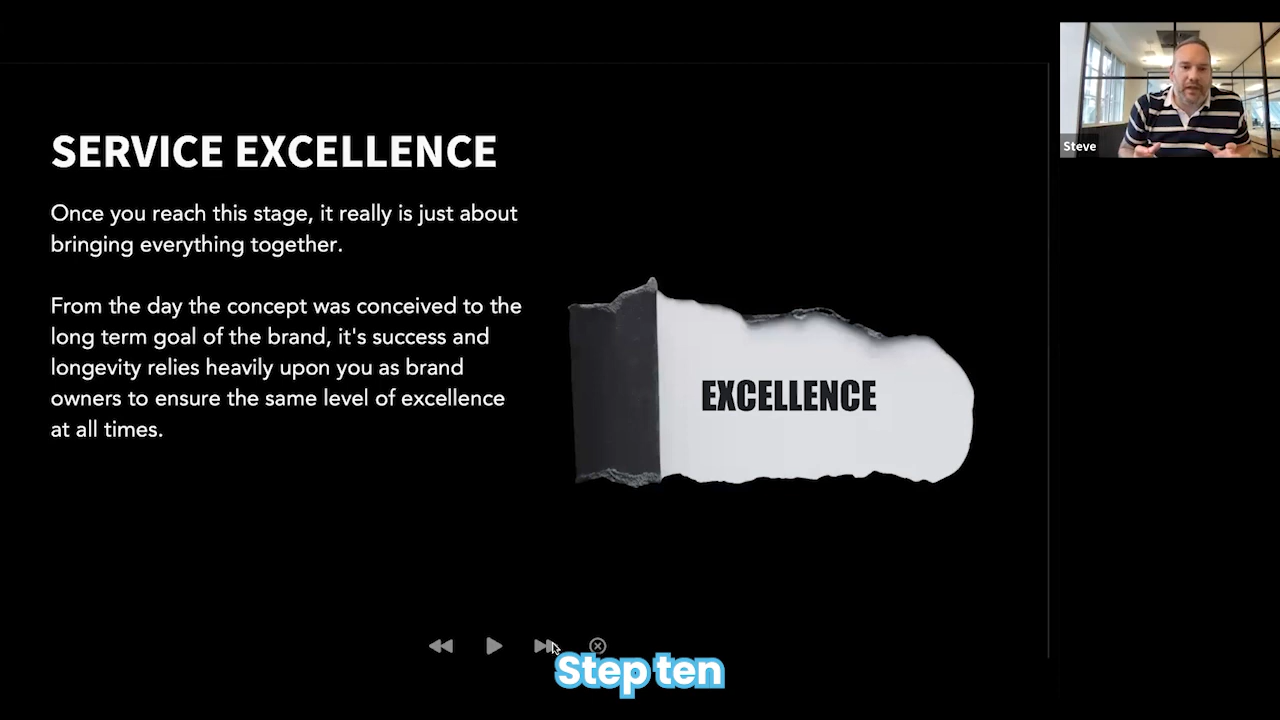 SERVICE EXCELLENCE
Once you reach this stage, it really is just about
bringing everything together.
From the day the concept was conceived to the
long term goal of the brand, it's success and
longevity relies heavily upon you as brand
owners to ensure the same level of excellence
at all times.
EXCELLENCE
Steve
Step ten